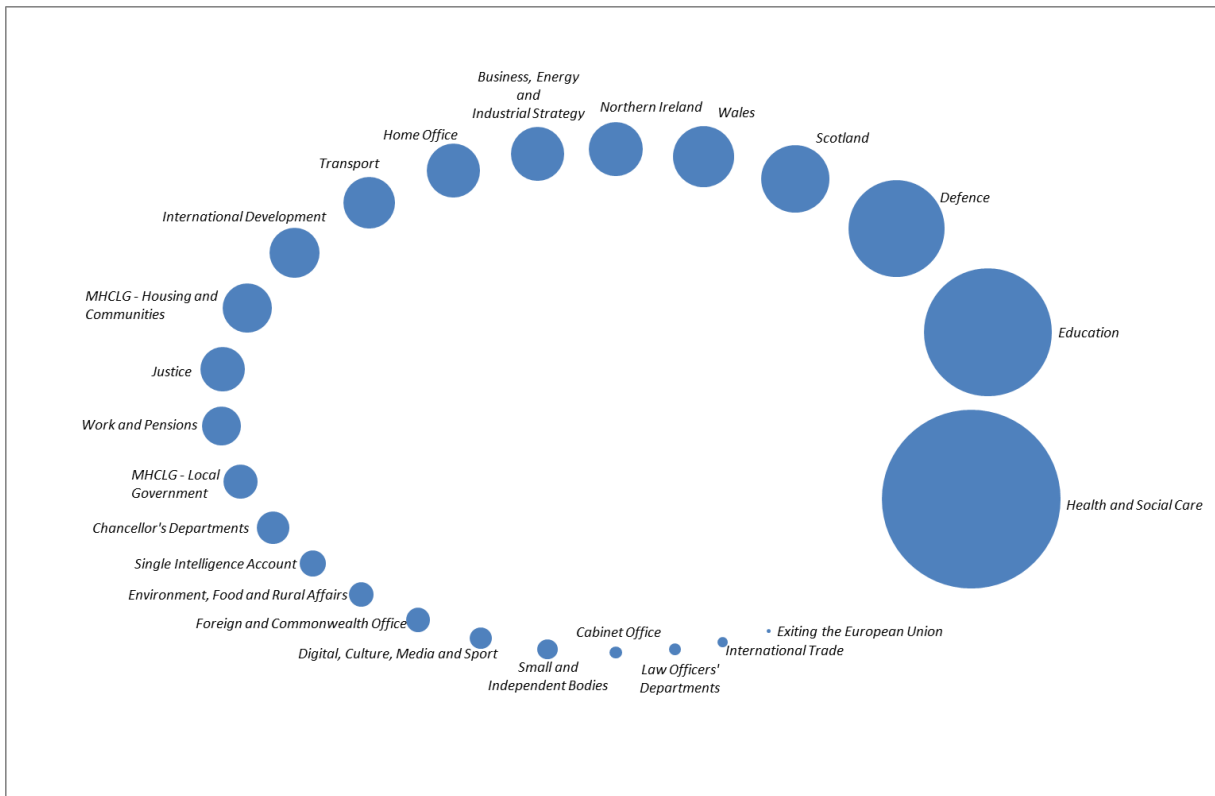 Business, Energy
and
Industrial Strategy
Northern Ireland
Wales
Home Office
Scotland
Transport
Defence
International Development
MHCLG - Housing and
Communities
Education
Justice
Work and Pensions
MHCLG - Local
Government
Health and Social Care
Chancellor's Departments
Single Intelligence Account
Environment, Food and Rural Affairs
Foreign and Commonwealth Office
Digital, Culture, Media and Sport
Small and
Independent Bodies
Cabinet Office
Law Officers'
Departments
International Trade
Exiting the European Union